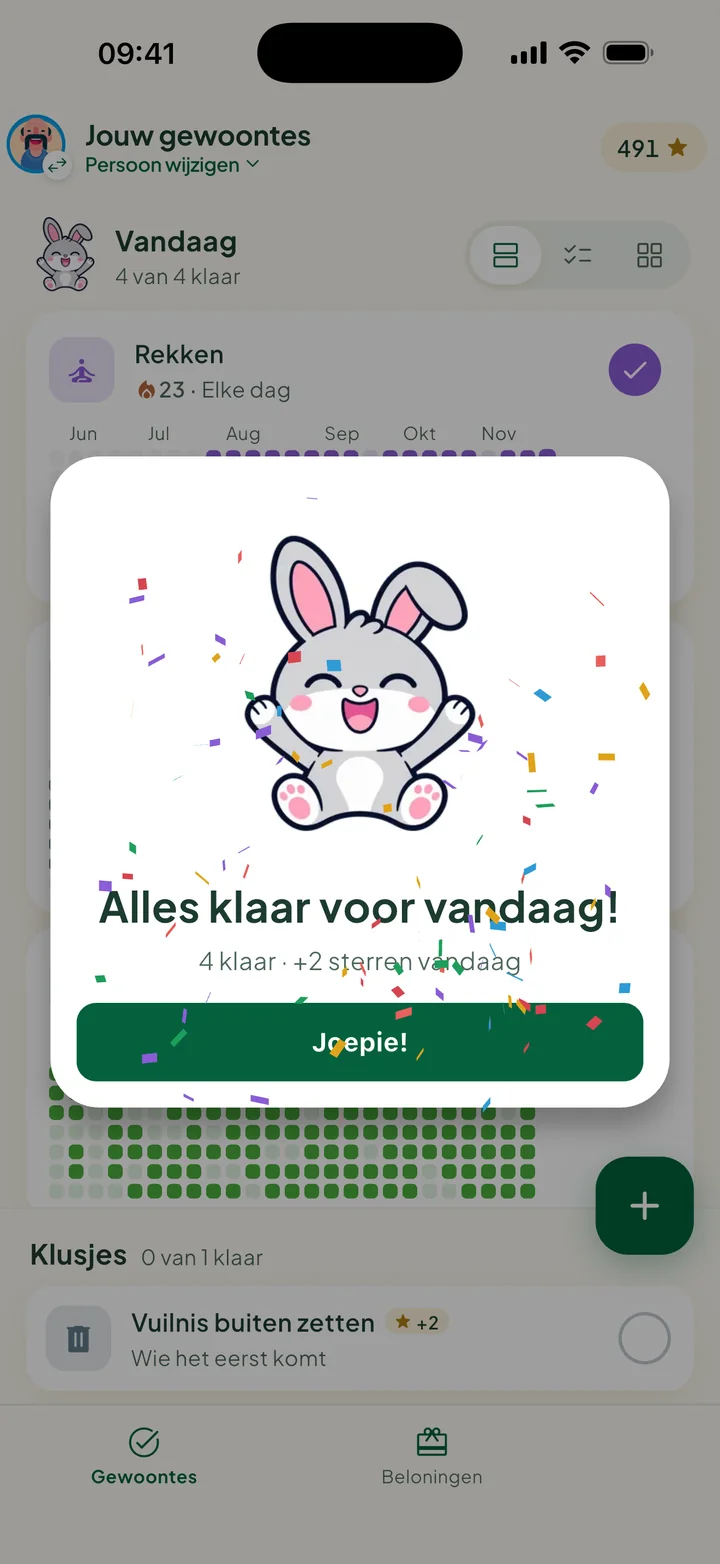 09:41
Jouw gewoontes
Persoon wijzigen
491
Vandaag
4 van 4 klaar
Rekken
23 · Elke dag
Jun Jul Aug Sep Okt Nov
Alles klaar voor vandaag!
4 klaar · +2 sterren vandaag
Joepie!
Klusjes 0 van 1 klaar
Vuilnis buiten zetten +2
Wie het eerst komt
Gewoontes Beloningen